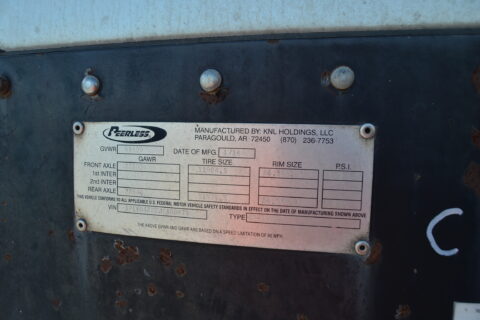 PEERLESS
MANUFACTURED BY: KNL HOLDINGS, LLC
PARAGOULD, AR 72450 (870) 236-7753
GVWR DATE OF MFG.
GAWR TIRE SIZE RIM SIZE P.S.I.
FRONT AXLE
1st INTER
2nd INTER
REAR AXLE
THIS VEHICLE CONFORMS TO ALL APPLICABLE U.S. FEDERAL MOTOR VEHICLE SAFETY STANDARDS IN EFFECT ON THE DATE OF MANUFACTURING SHOWN ABOVE.
VIN TYPE
THE ABOVE GVWR AND GAWR ARE BASED ON A SPEED LIMITATION OF 60 MPH.
C